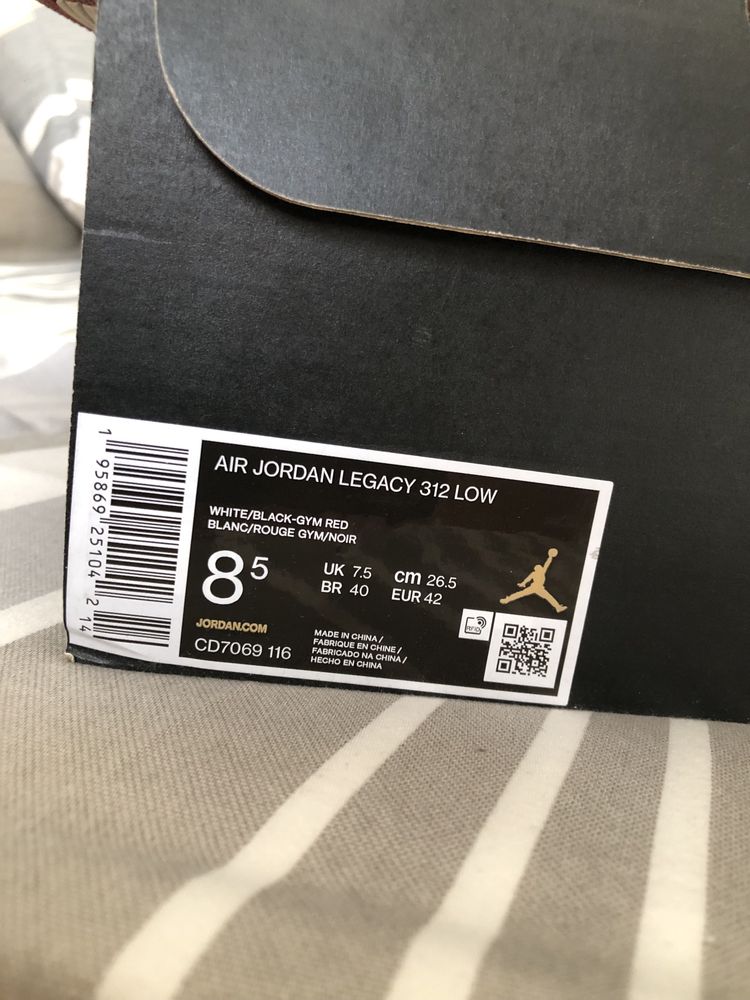 AIR JORDAN LEGACY 312 LOW
WHITE/BLACK-GYM RED
BLANC/ROUGE GYM/NOIR
8 5
UK 7.5 cm 26.5
BR 40 EUR 42
JORDAN.COM
CD7069 116
MADE IN CHINA /
FABRIQUE EN CHINE /
FABRICADO NA CHINA /
HECHO EN CHINA
RFID
1 95869 25104 2 14